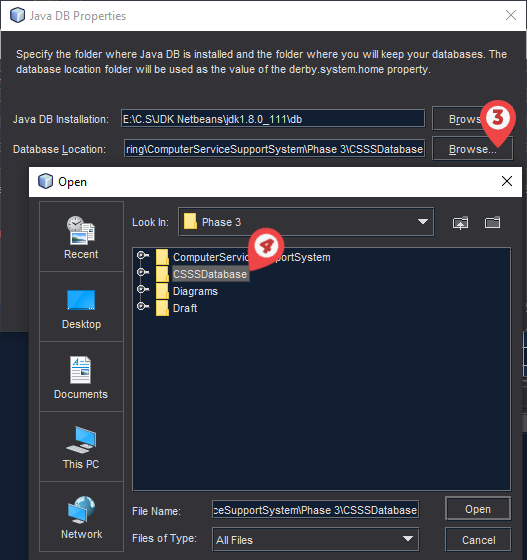 Java DB Properties
Specify the folder where Java DB is installed and the folder where you will keep your databases. The
database location folder will be used as the value of the derby.system.home property.
Java DB Installation: E:\C.S\JDK Netbeans\jdk1.8.0_111\db Brows
3
Database Location: ring\ComputerServiceSupportSystem\Phase 3\CSSSDatabase Browse...
Open
Look In: Phase 3
Recent
Desktop
Documents
This PC
Network
ComputerServic portSystem
4
CSSSDatabase
Diagrams
Draft
File Name: ceSupportSystem\Phase 3\CSSSDatabase Open
Files of Type: All Files Cancel